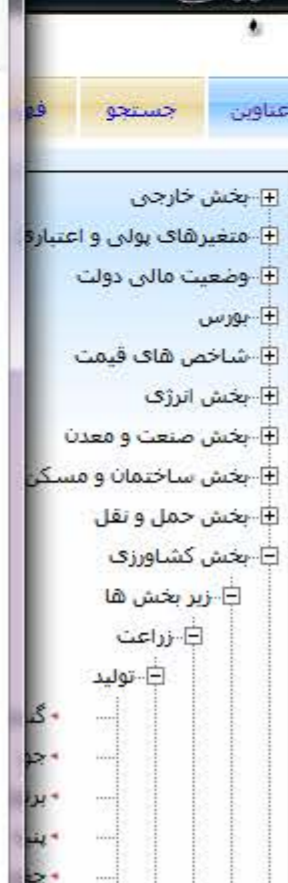 عناوین جستجو
بخش خارجی
متغیرهای پولی و اعتباری
وضعیت مالی دولت
بورس
شاخص های قیمت
بخش انرژی
بخش صنعت و معدن
بخش ساختمان و مسکن
بخش حمل و نقل
بخش کشاورزی
زیر بخش ها
زراعت
تولید